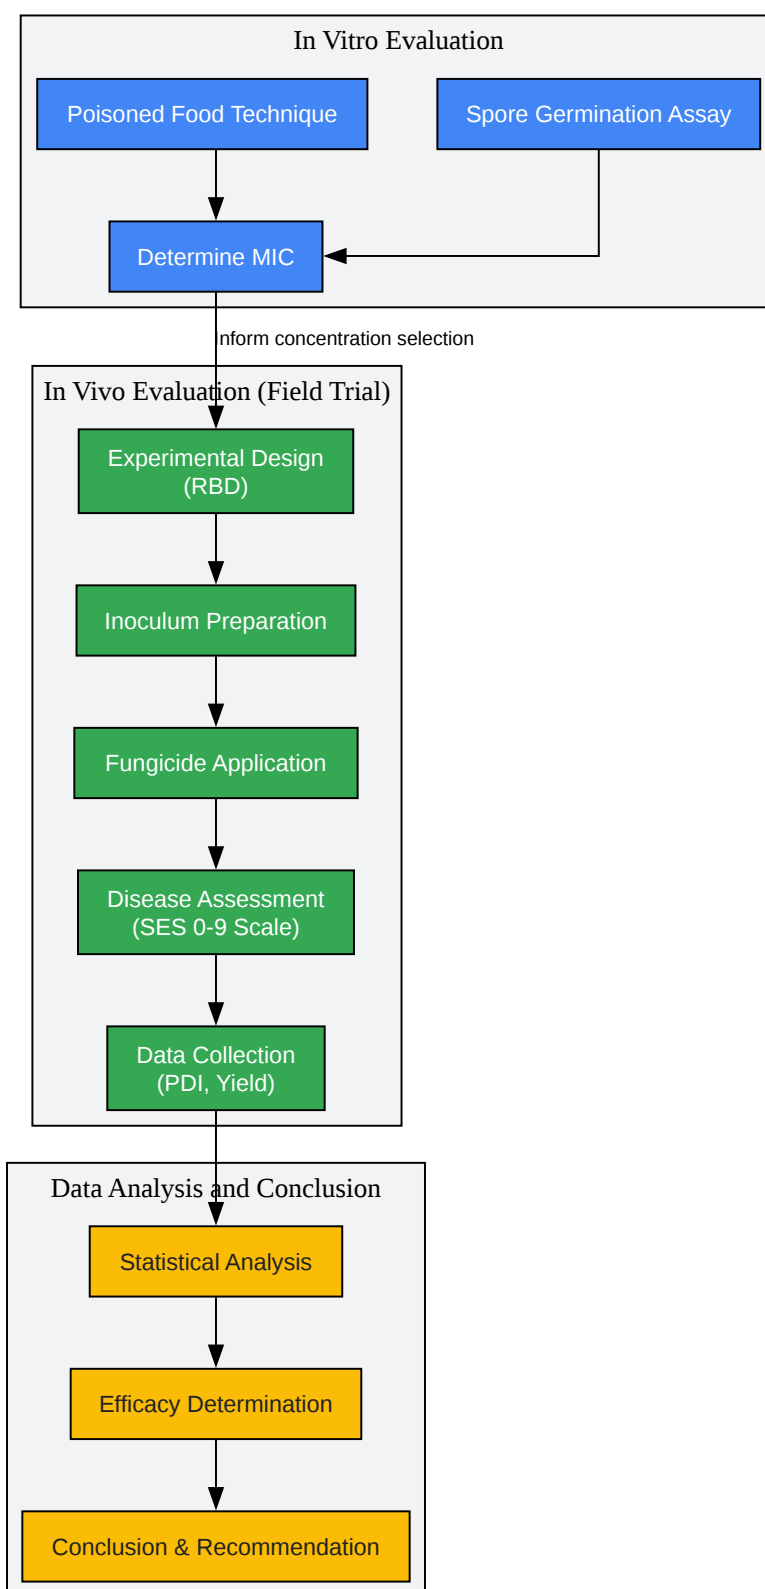 In Vitro Evaluation
Poisoned Food Technique
Spore Germination Assay
Determine MIC
Inform concentration selection
In Vivo Evaluation (Field Trial)
Experimental Design
(RBD)
Inoculum Preparation
Fungicide Application
Disease Assessment
(SES 0-9 Scale)
Data Collection
(PDI, Yield)
Data Analysis and Conclusion
Statistical Analysis
Efficacy Determination
Conclusion & Recommendation